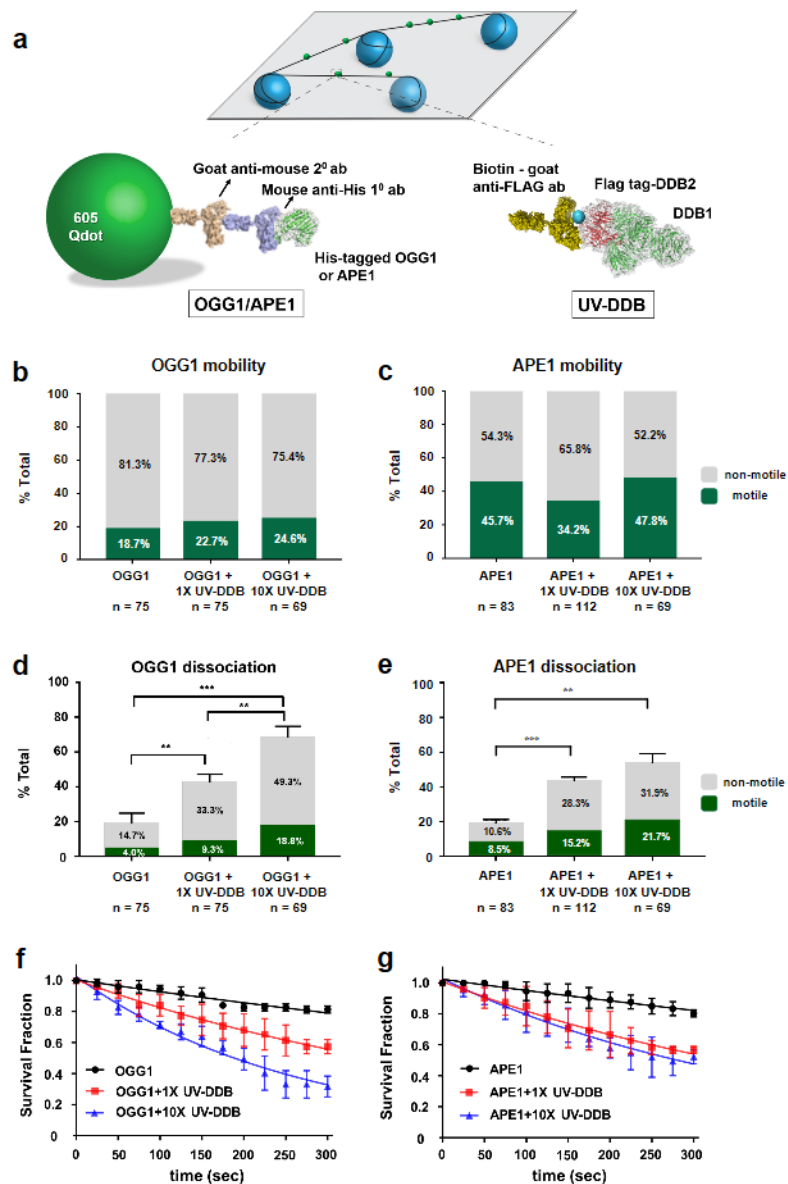 a
Goat anti-mouse 2⁰ ab
Mouse anti-His 1⁰ ab
605
Qdot
His-tagged OGG1
or APE1
OGG1/APE1
Biotin - goat
anti-FLAG ab
Flag tag-DDB2
DDB1
UV-DDB
b
OGG1 mobility
% Total
100
80
60
40
20
0
81.3%
77.3%
75.4%
18.7%
22.7%
24.6%
OGG1
OGG1 +
1X UV-DDB
OGG1 +
10X UV-DDB
n = 75
n = 75
n = 69
c
APE1 mobility
% Total
100
80
60
40
20
0
54.3%
65.8%
52.2%
45.7%
34.2%
47.8%
non-motile
motile
APE1
APE1 +
1X UV-DDB
APE1 +
10X UV-DDB
n = 83
n = 112
n = 69
d
OGG1 dissociation
% Total
100
80
60
40
20
0
***
**
**
14.7%
33.3%
49.3%
4.0%
9.3%
18.8%
OGG1
OGG1 +
1X UV-DDB
OGG1 +
10X UV-DDB
n = 75
n = 75
n = 69
e
APE1 dissociation
% Total
100
80
60
40
20
0
**
***
10.6%
28.3%
31.9%
8.5%
15.2%
21.7%
non-motile
motile
APE1
APE1 +
1X UV-DDB
APE1 +
10X UV-DDB
n = 83
n = 112
n = 69
f
Survival Fraction
1.0
0.8
0.6
0.4
0.2
0
OGG1
OGG1+1X UV-DDB
OGG1+10X UV-DDB
0 50 100 150 200 250 300
time (sec)
g
Survival Fraction
1.0
0.8
0.6
0.4
0.2
0
APE1
APE1+1X UV-DDB
APE1+10X UV-DDB
0 50 100 150 200 250 300
time (sec)